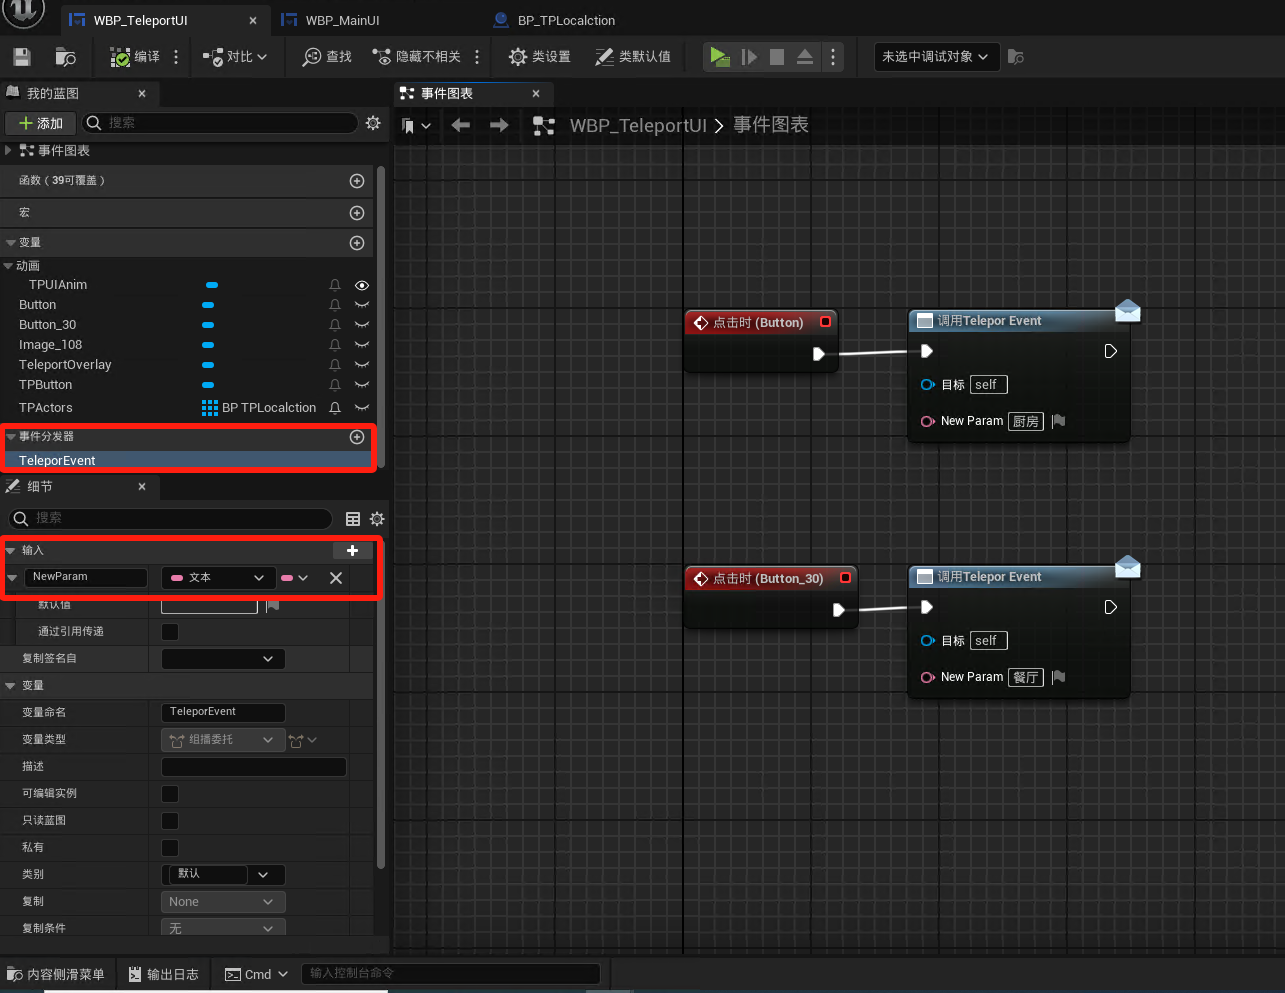 WBP_TeleportUI
WBP_MainUI
BP_TPLocalction
编译
对比
查找
隐藏不相关
类设置
类默认值
未选中调试对象
我的蓝图
添加
搜索
事件图表
函数（39可覆盖）
宏
变量
动画
TPUIAnim
Button
Button_30
Image_108
TeleportOverlay
TPButton
TPActors BP TPLocalction
事件分发器
TeleporEvent
细节
搜索
输入
NewParam 文本
默认值
通过引用传递
复制签名自
变量
变量命名 TeleporEvent
变量类型 组播委托
描述
可编辑实例
只读蓝图
私有
类别 默认
复制 None
复制条件 无
事件图表
WBP_TeleportUI > 事件图表
点击时 (Button)
调用Telepor Event
目标 self
New Param 厨房
点击时 (Button_30)
调用Telepor Event
目标 self
New Param 餐厅
内容侧滑菜单
输出日志
Cmd
输入控制台命令